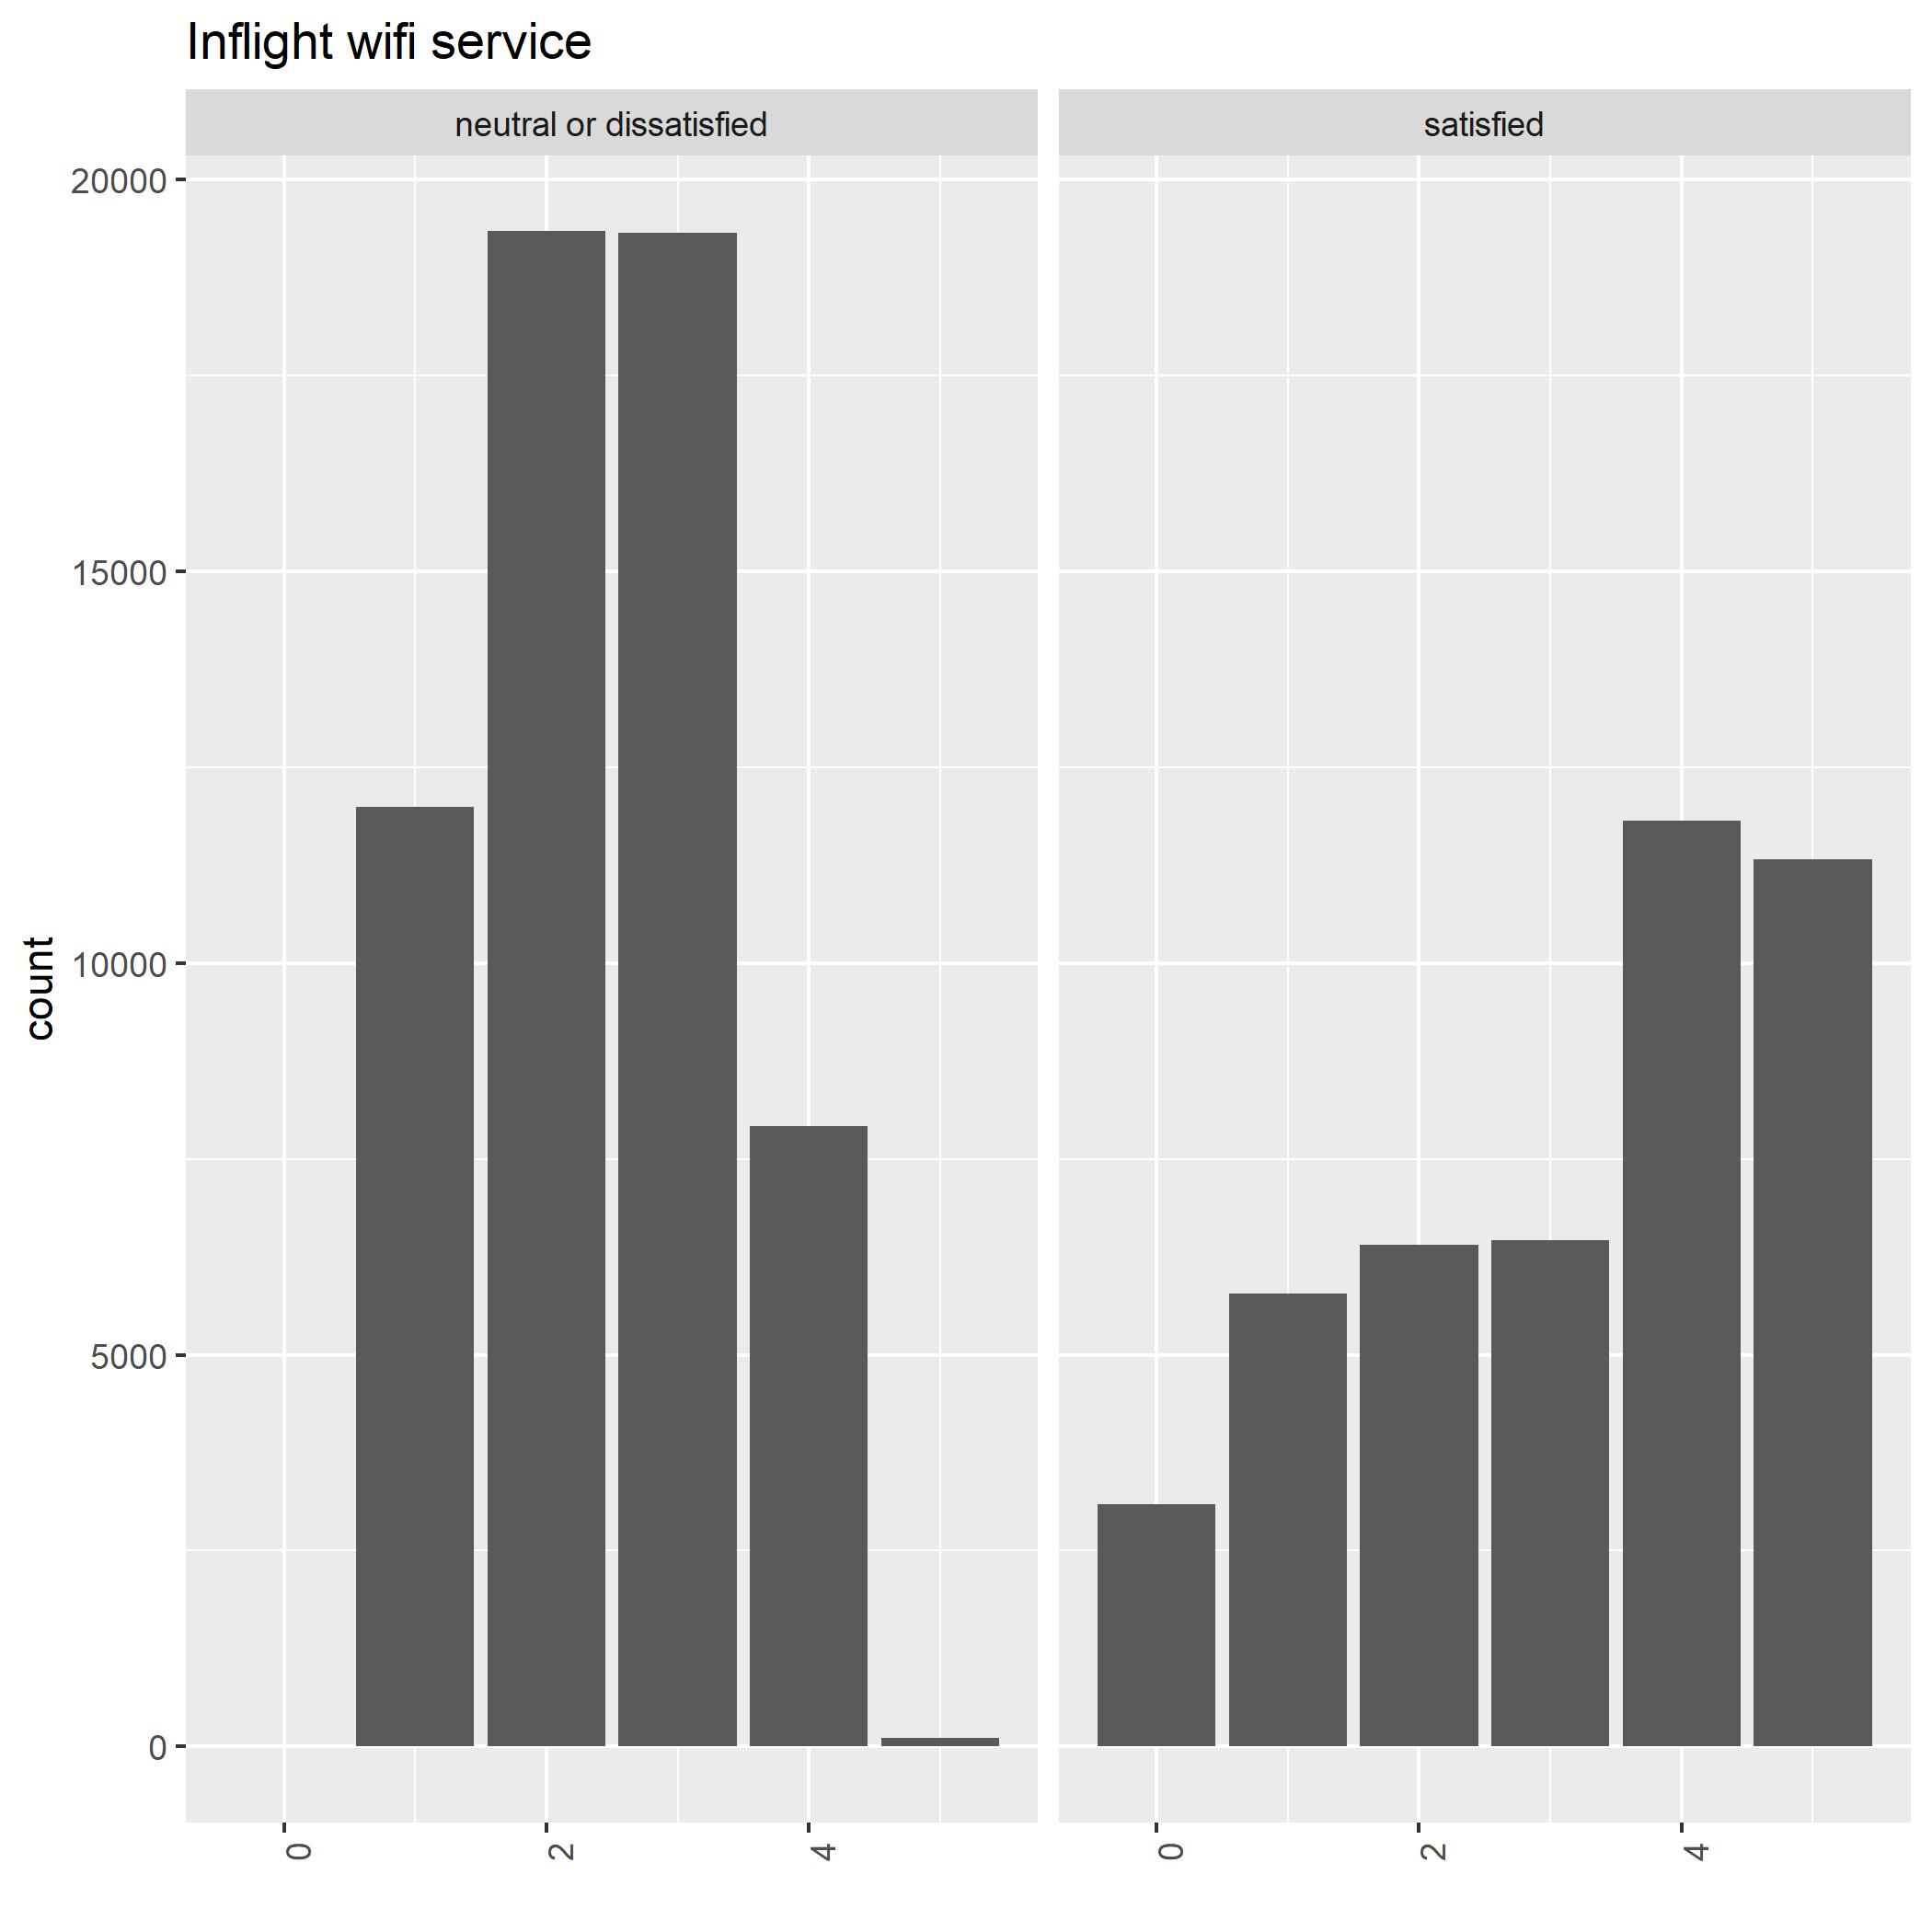 Inflight wifi service
neutral or dissatisfied
satisfied
count
20000
15000
10000
5000
0
0 2 4
0 2 4